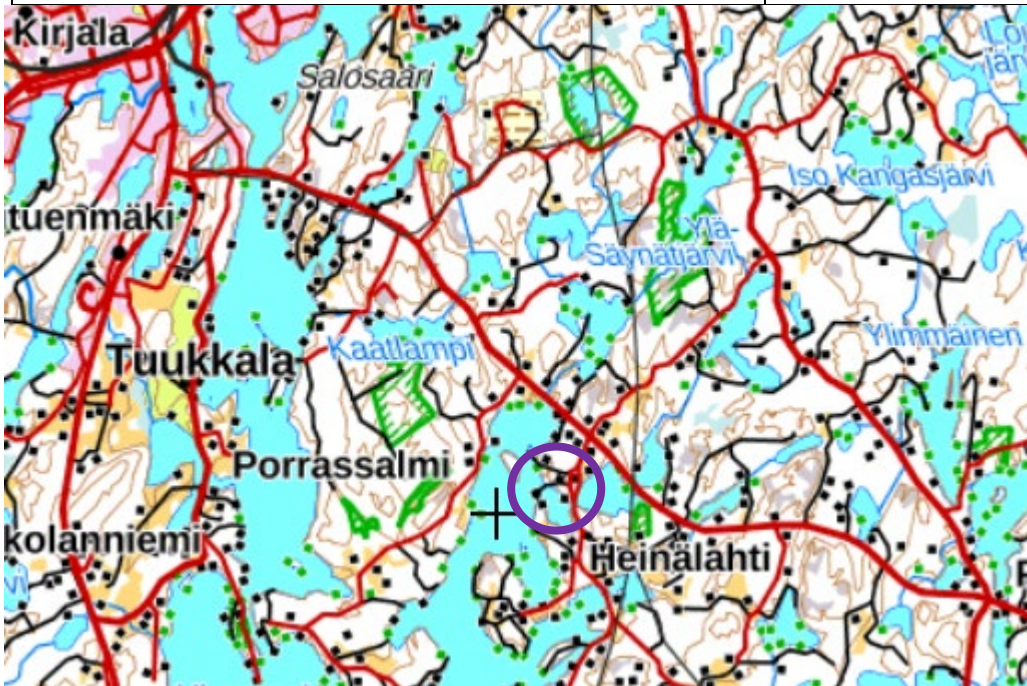 Kirjala
Salosaari
Iso Kangasjärvi
tuenmäki
Ylä-
Säynätjärvi
Kaatlampi
Ylimmäinen
Tuukkala
Porrassalmi
kolanniemi
Heinälahti